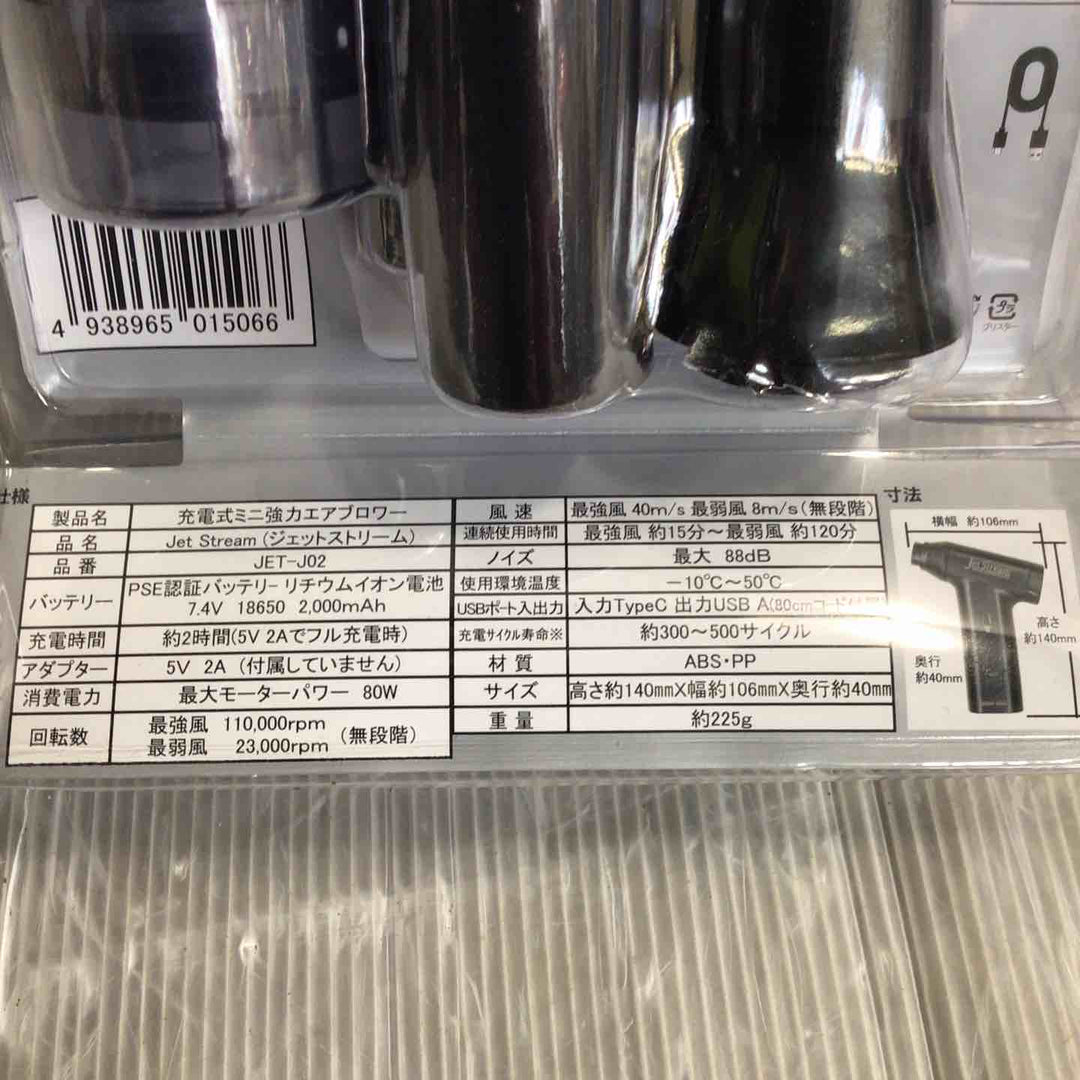 4 938965 015066
ブリスター
仕様
製品名 充電式ミニ強力エアブロワー
品名 Jet Stream (ジェットストリーム)
品番 JET-J02
バッテリー PSE認証バッテリー リチウムイオン電池
7.4V 18650 2,000mAh
充電時間 約2時間(5V 2Aでフル充電時)
アダプター 5V 2A (付属していません)
消費電力 最大モーターパワー 80W
回転数 最強風 110,000rpm
最弱風 23,000rpm (無段階)
風速 最強風 40m/s 最弱風 8m/s(無段階)
連続使用時間 最強風 約15分～最弱風 約120分
ノイズ 最大 88dB
使用環境温度 −10℃～50℃
USBポート入出力 入力TypeC 出力USB A(80cmコード付属)
充電サイクル寿命※ 約300～500サイクル
材質 ABS・PP
サイズ 高さ約140mmX幅約106mmX奥行約40mm
重量 約225g
寸法
横幅 約106mm
高さ
約140mm
奥行
約40mm